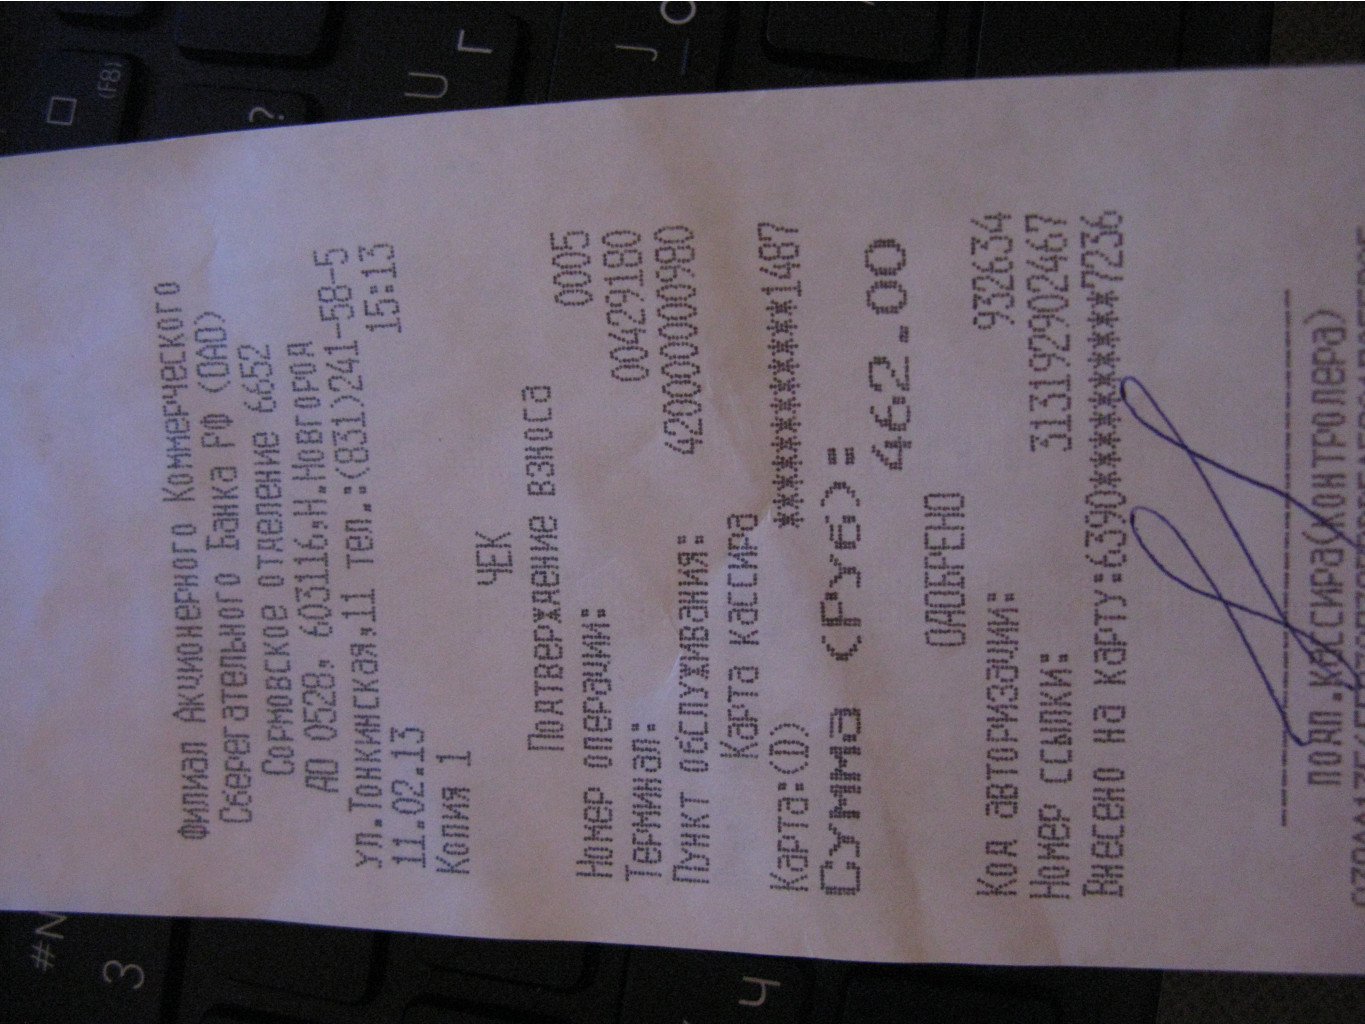 Филиал Акционерного Коммерческого
Сберегательного Банка РФ (ОАО)
Сормовское отделение 6652
АО 0528, 603116,Н.Новгород
ул.Тонкинская,11 тел.:(831)241-58-5
11.02.13 15:13
Копия 1
ЧЕК
Подтверждение взноса
Номер операции: 0005
Терминал: 00429180
Пункт обслуживания: 420000000980
Карта кассира
Карта:(D) ************1487
Сумма (Руб):
462.00
ОДОБРЕНО
Код авторизации: 932634
Номер ссылки: 313192902467
Внесено на карту:6390**********7236
подп.кассира(контролера)
(F8)
?
U Г
J О
#N
3
4